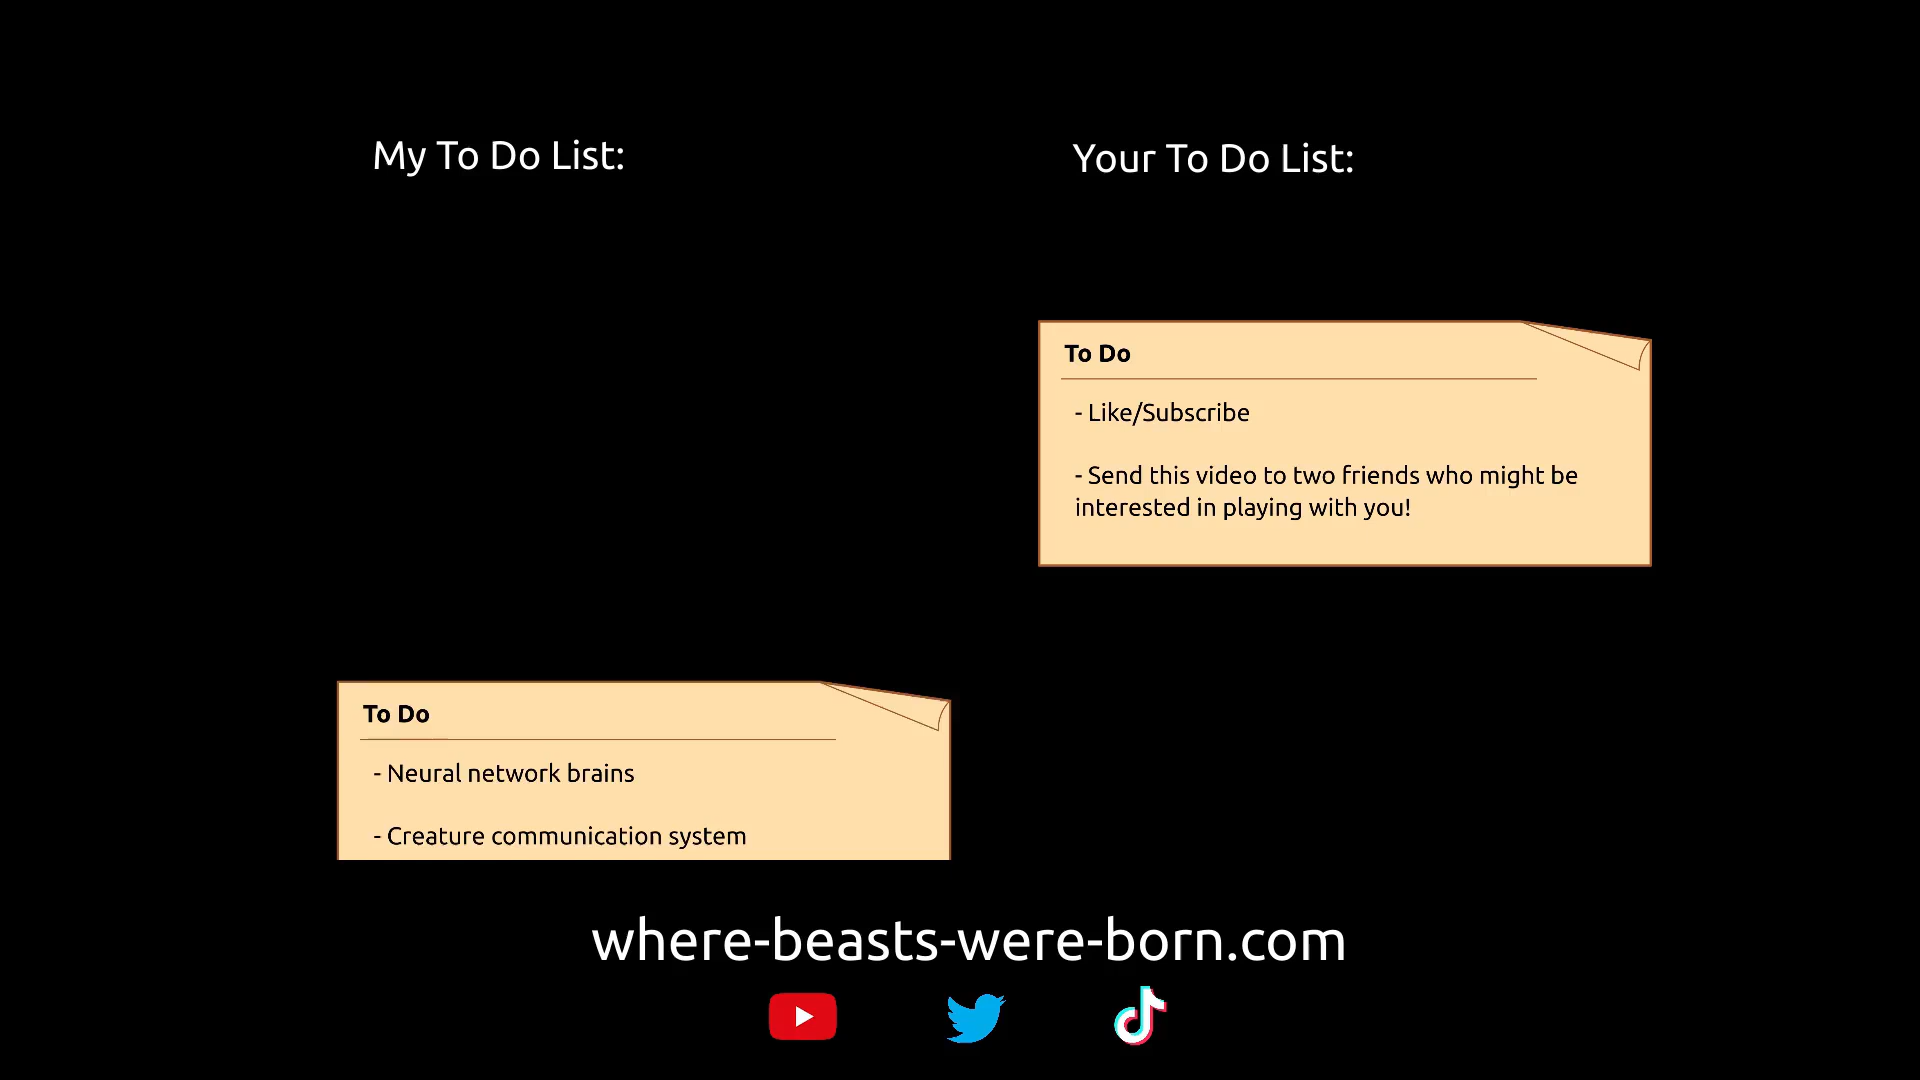 My To Do List:
Your To Do List:
To Do
- Like/Subscribe
- Send this video to two friends who might be
interested in playing with you!
To Do
- Neural network brains
- Creature communication system
where-beasts-were-born.com